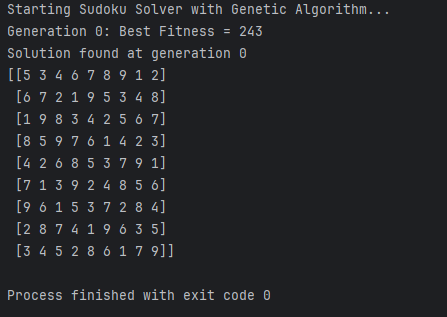 Starting Sudoku Solver with Genetic Algorithm...
Generation 0: Best Fitness = 243
Solution found at generation 0
[[5 3 4 6 7 8 9 1 2]
 [6 7 2 1 9 5 3 4 8]
 [1 9 8 3 4 2 5 6 7]
 [8 5 9 7 6 1 4 2 3]
 [4 2 6 8 5 3 7 9 1]
 [7 1 3 9 2 4 8 5 6]
 [9 6 1 5 3 7 2 8 4]
 [2 8 7 4 1 9 6 3 5]
 [3 4 5 2 8 6 1 7 9]]
Process finished with exit code 0